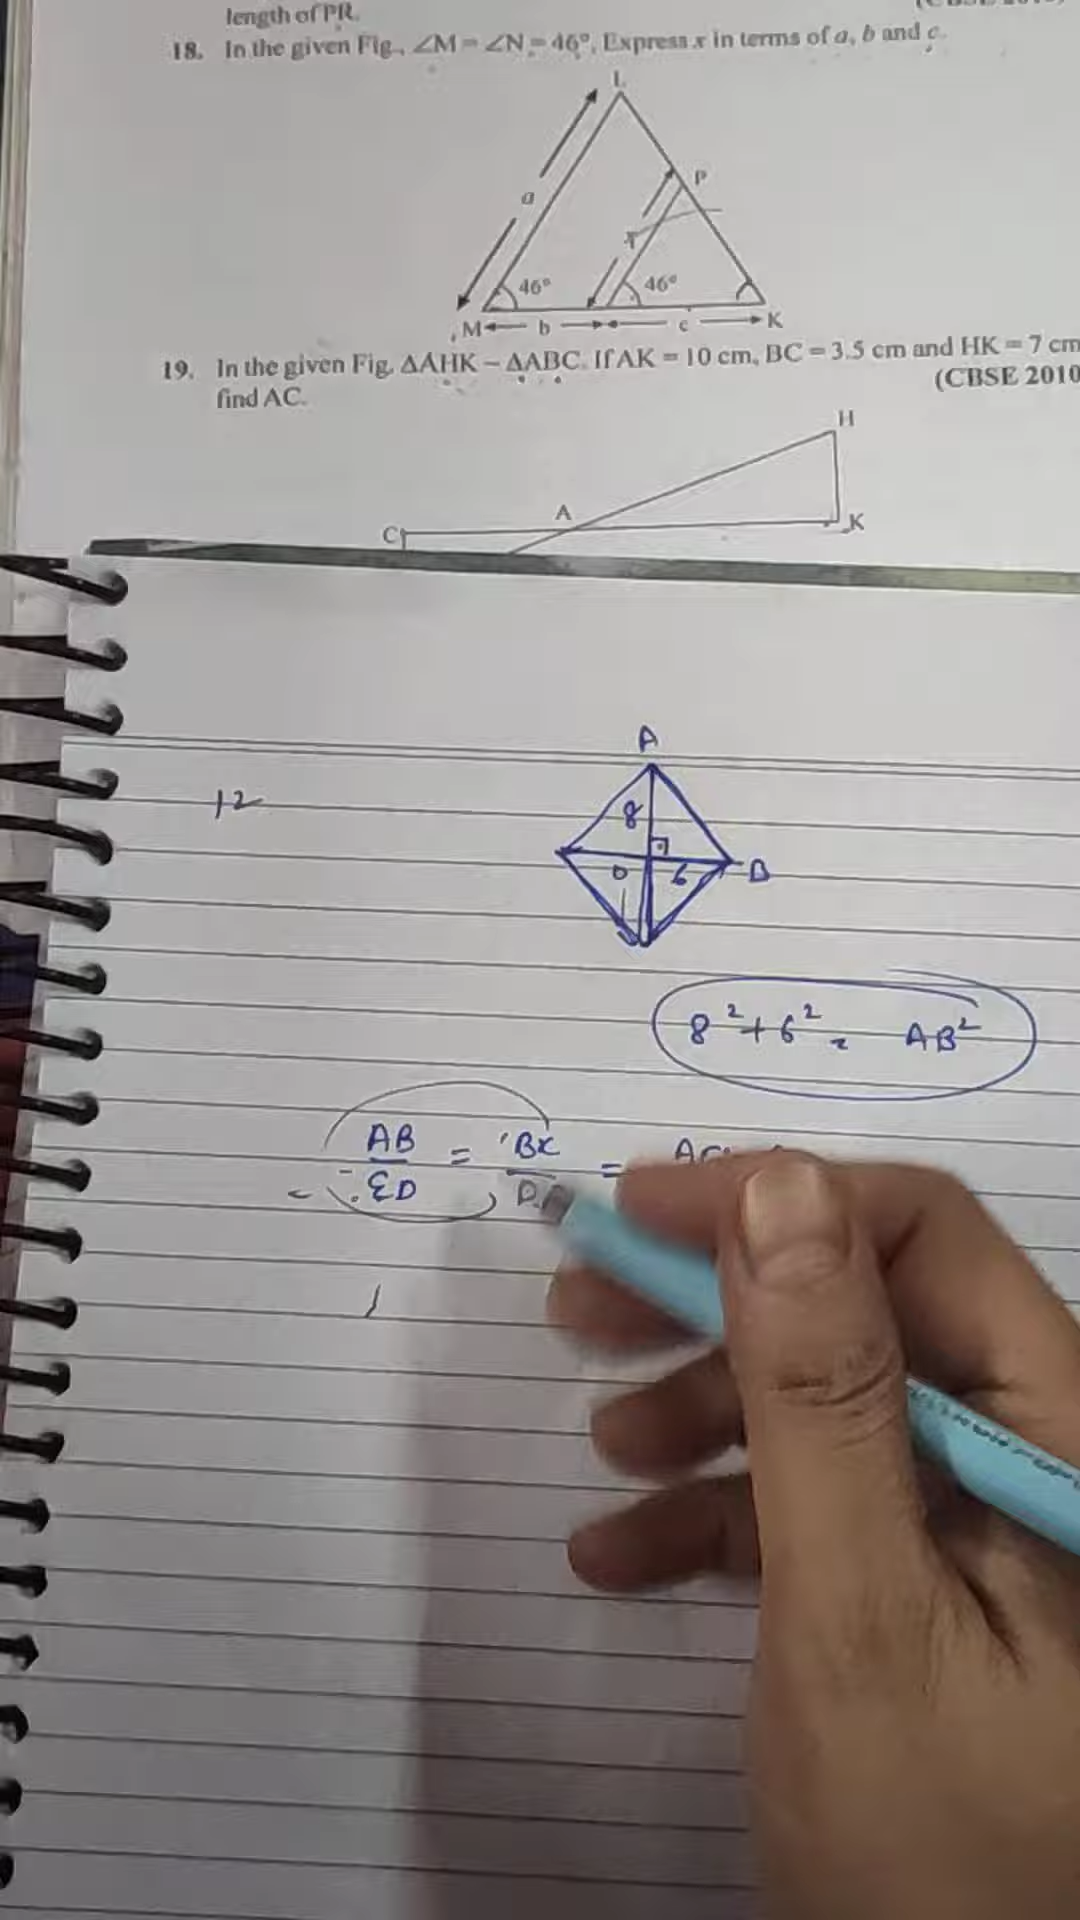 length of PR.
18. In the given Fig., ∠M = ∠N = 46°, Express x in terms of a, b and c.
L
P
a
x
46°
46°
M b c K
19. In the given Fig. ΔAHK – ΔABC. If AK = 10 cm, BC = 3.5 cm and HK = 7 cm
find AC.
(CBSE 2010
H
A
C
K
A
12
8
O 6 B
8² + 6² = AB²
AB = BC =
ED